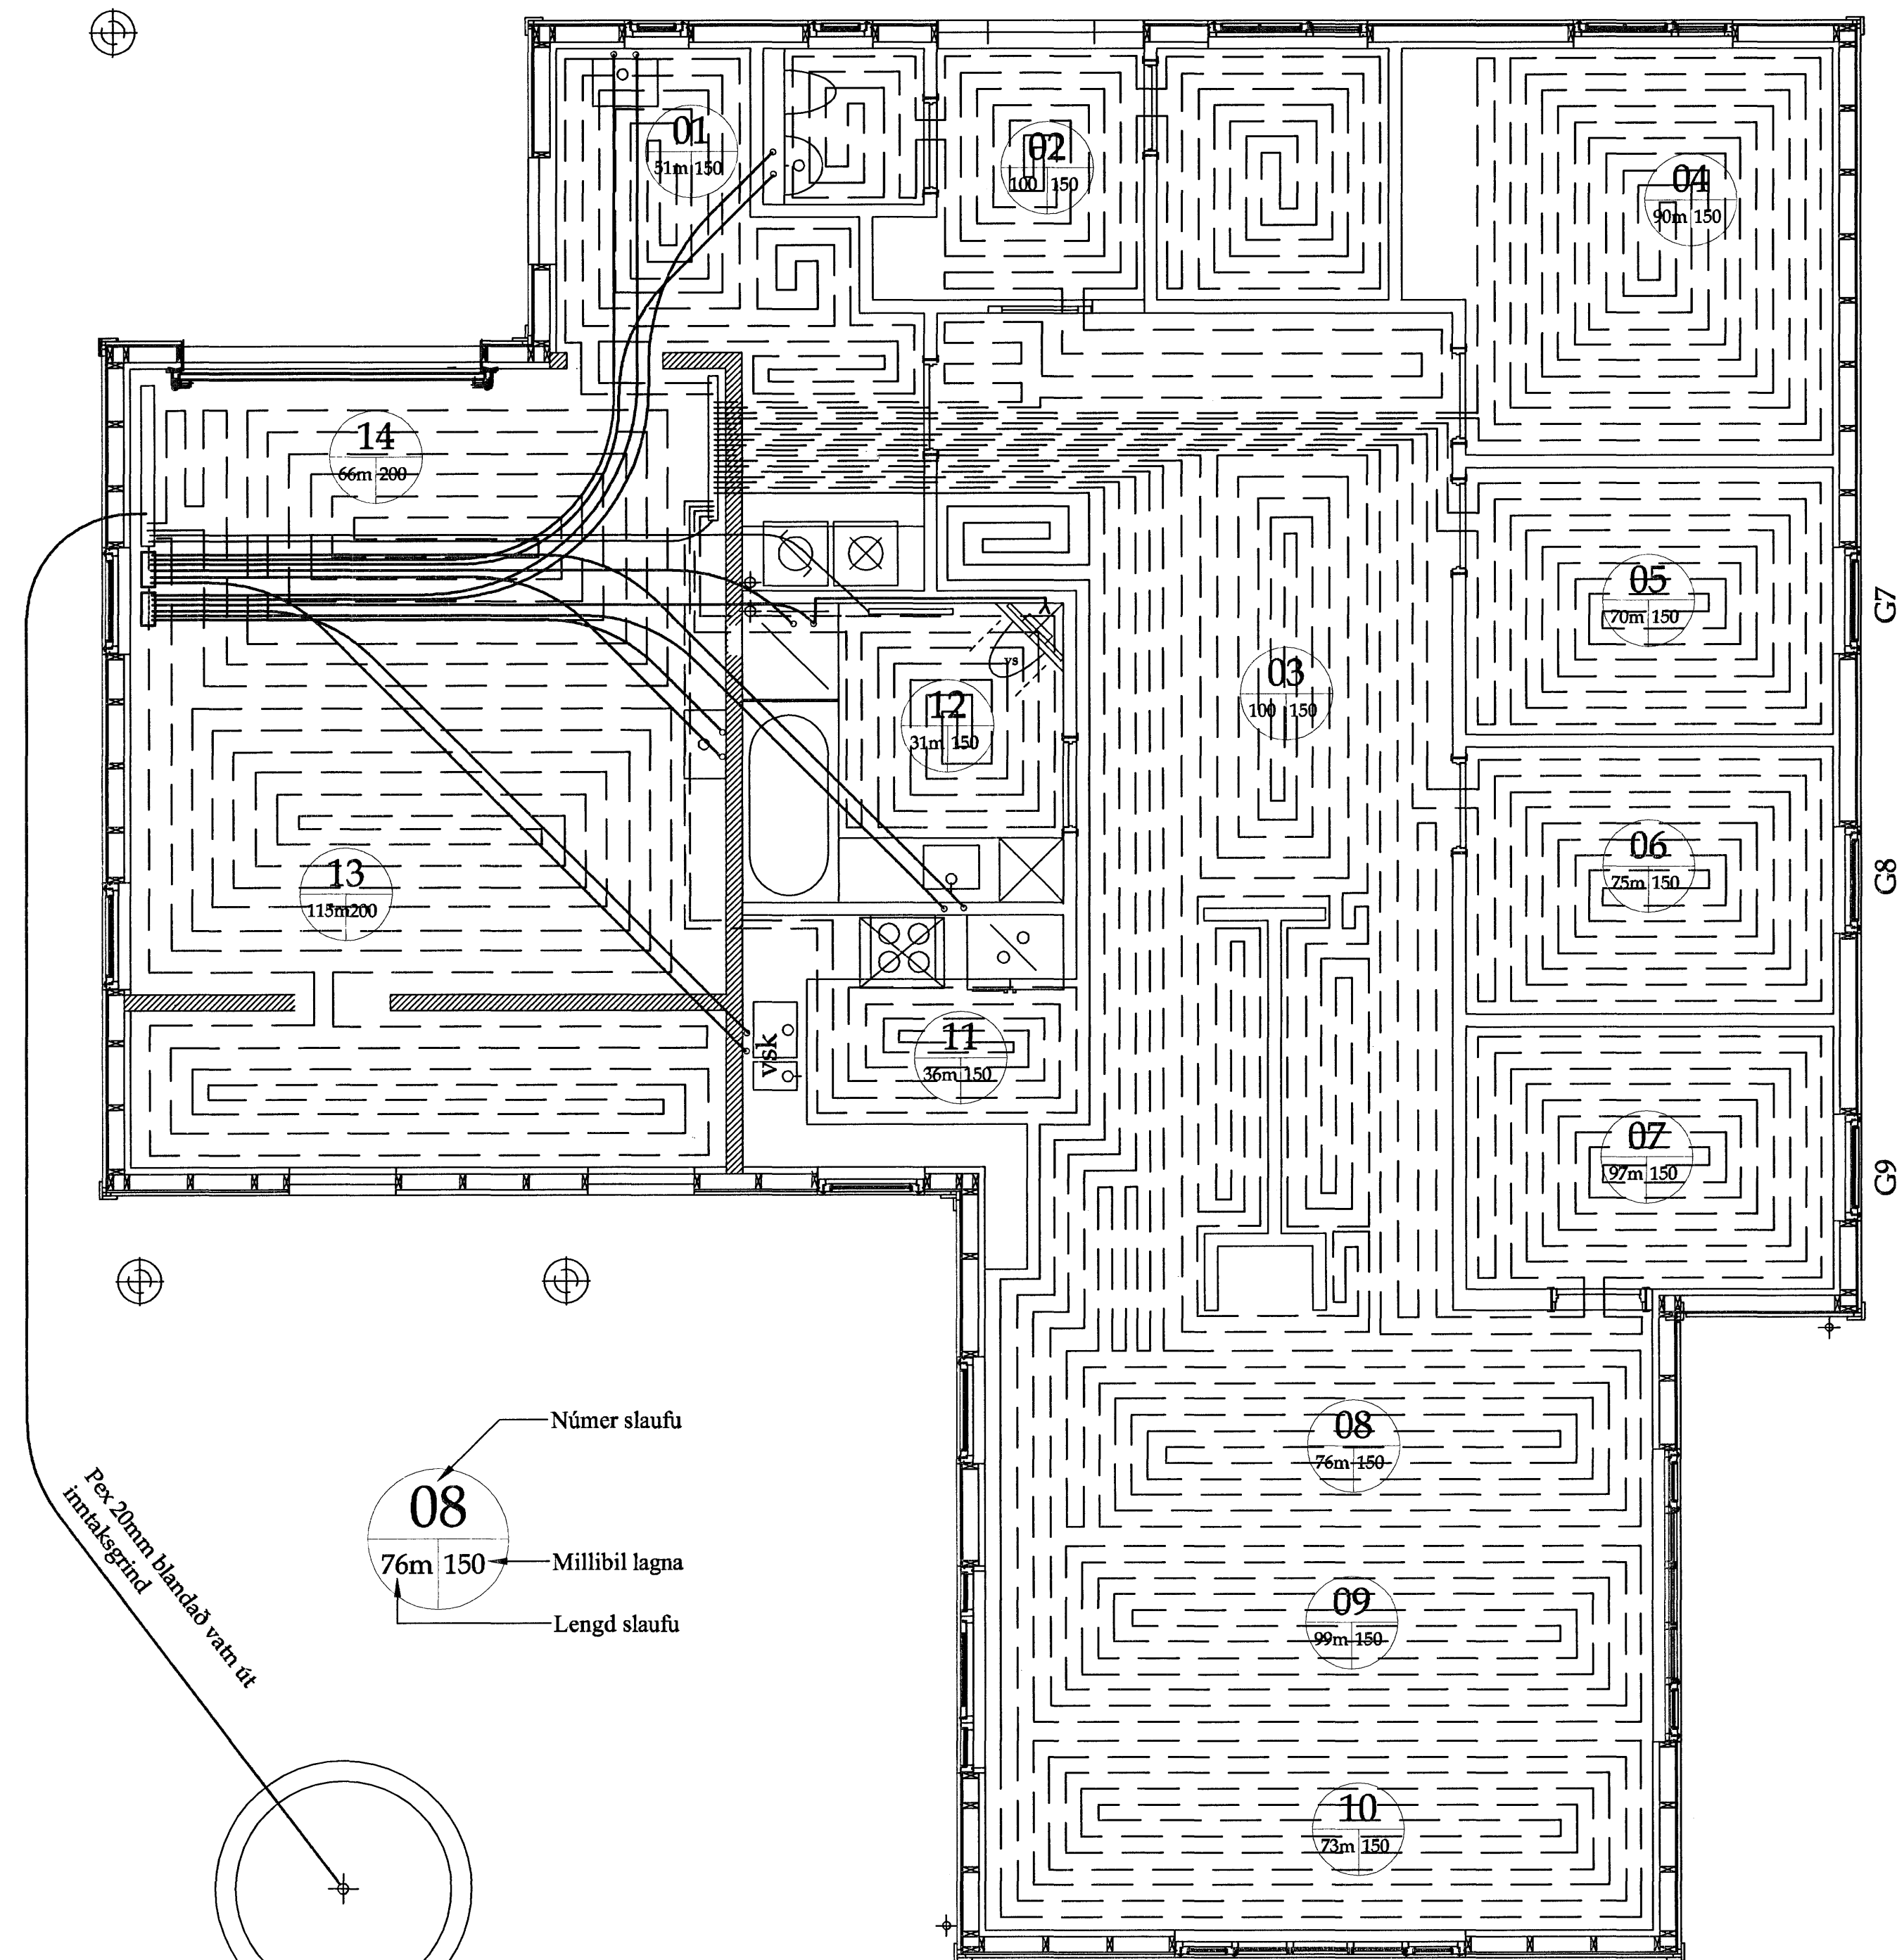 01
51m 150
02
100 150
04
90m 150
14
66m 200
05
70m 150
G7
03
100 150
vs
12
31m 150
06
75m 150
G8
13
115m 200
11
36m 150
vsk
07
97m 150
G9
08
76m 150
Númer slaufu
08
76m 150
Millibil lagna
Lengd slaufu
Pex 20mm blandað vatn út
inntaksgrind
09
99m 150
10
73m 150